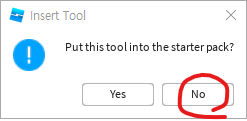 Insert Tool
Put this tool into the starter pack?
Yes
No